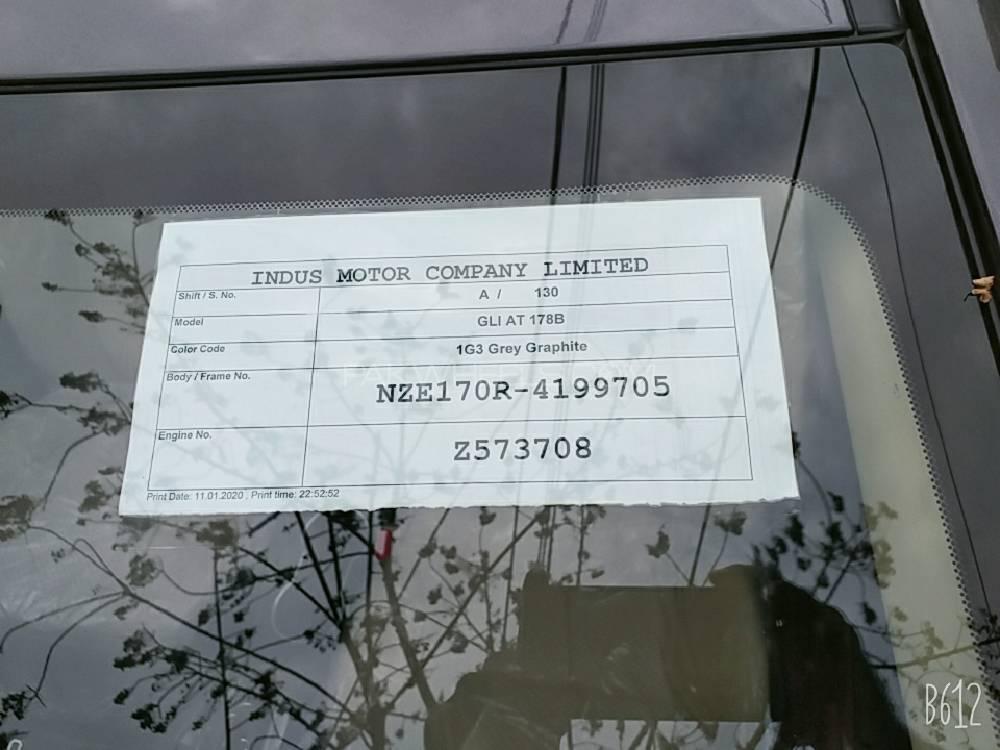 INDUS MOTOR COMPANY LIMITED
Shift / S. No. A / 130
Model GLI AT 178B
Color Code 1G3 Grey Graphite
Body / Frame No. NZE170R-4199705
Engine No. Z573708
Print Date: 11.01.2020 . Print time: 22:52:52
B612